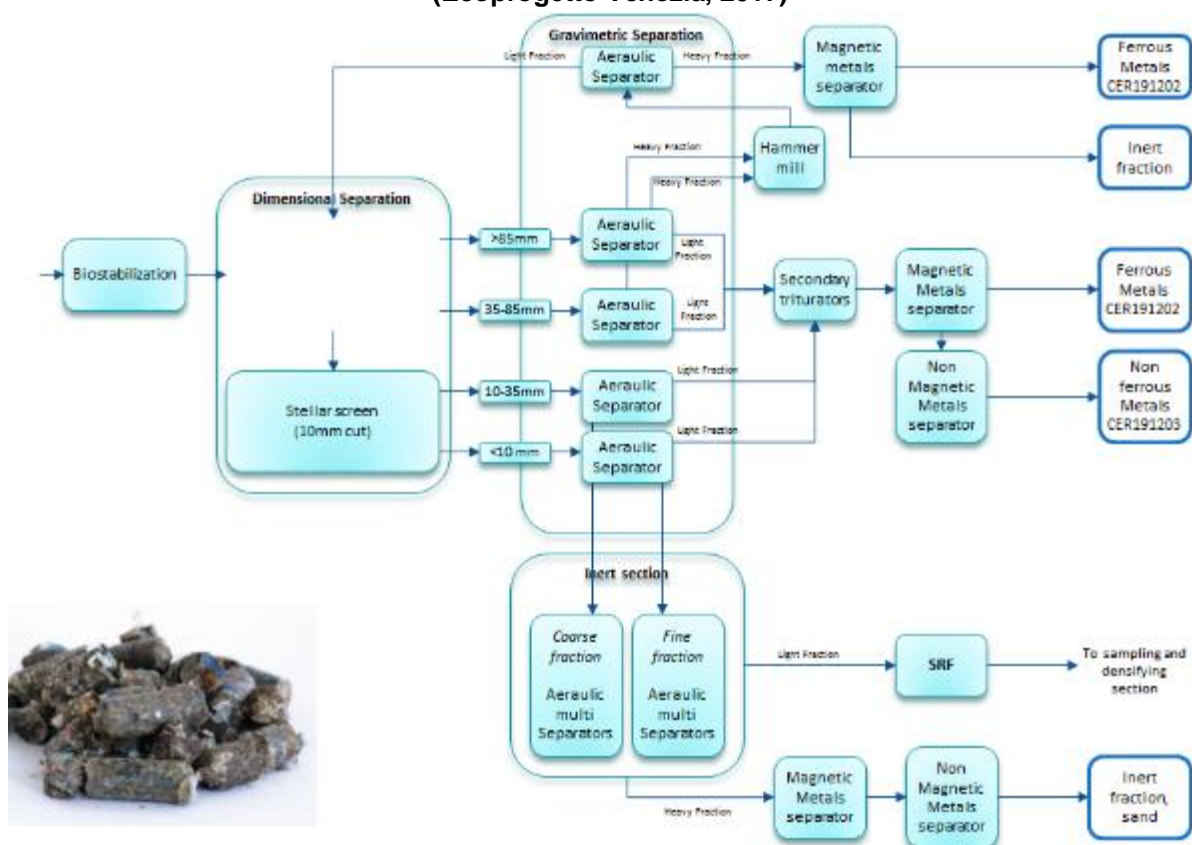 (Ecoprogetto Venezia, 2017)
Gravimetric Separation
Light Fraction
Aeraulic
Separator
Heavy Fraction
Magnetic
metals
separator
Ferrous
Metals
CER191202
Inert
fraction
Hammer
mill
Heavy Fraction
Heavy Fraction
Dimensional Separation
Biostabilization
>85mm
Aeraulic
Separator
Light
Fraction
35-85mm
Aeraulic
Separator
Light
Fraction
Secondary
triturators
Magnetic
Metals
separator
Ferrous
Metals
CER191202
Non
Magnetic
Metals
separator
Non
ferrous
Metals
CER191203
Stellar screen
(10mm cut)
10-35mm
Aeraulic
Separator
Light Fraction
<10 mm
Aeraulic
Separator
Light Fraction
Inert section
Coarse
fraction
Aeraulic
multi
Separators
Fine
fraction
Aeraulic
multi
Separators
Light Fraction
SRF
To sampling and
densifying
section
Heavy Fraction
Magnetic
Metals
separator
Non
Magnetic
Metals
separator
Inert
fraction,
sand